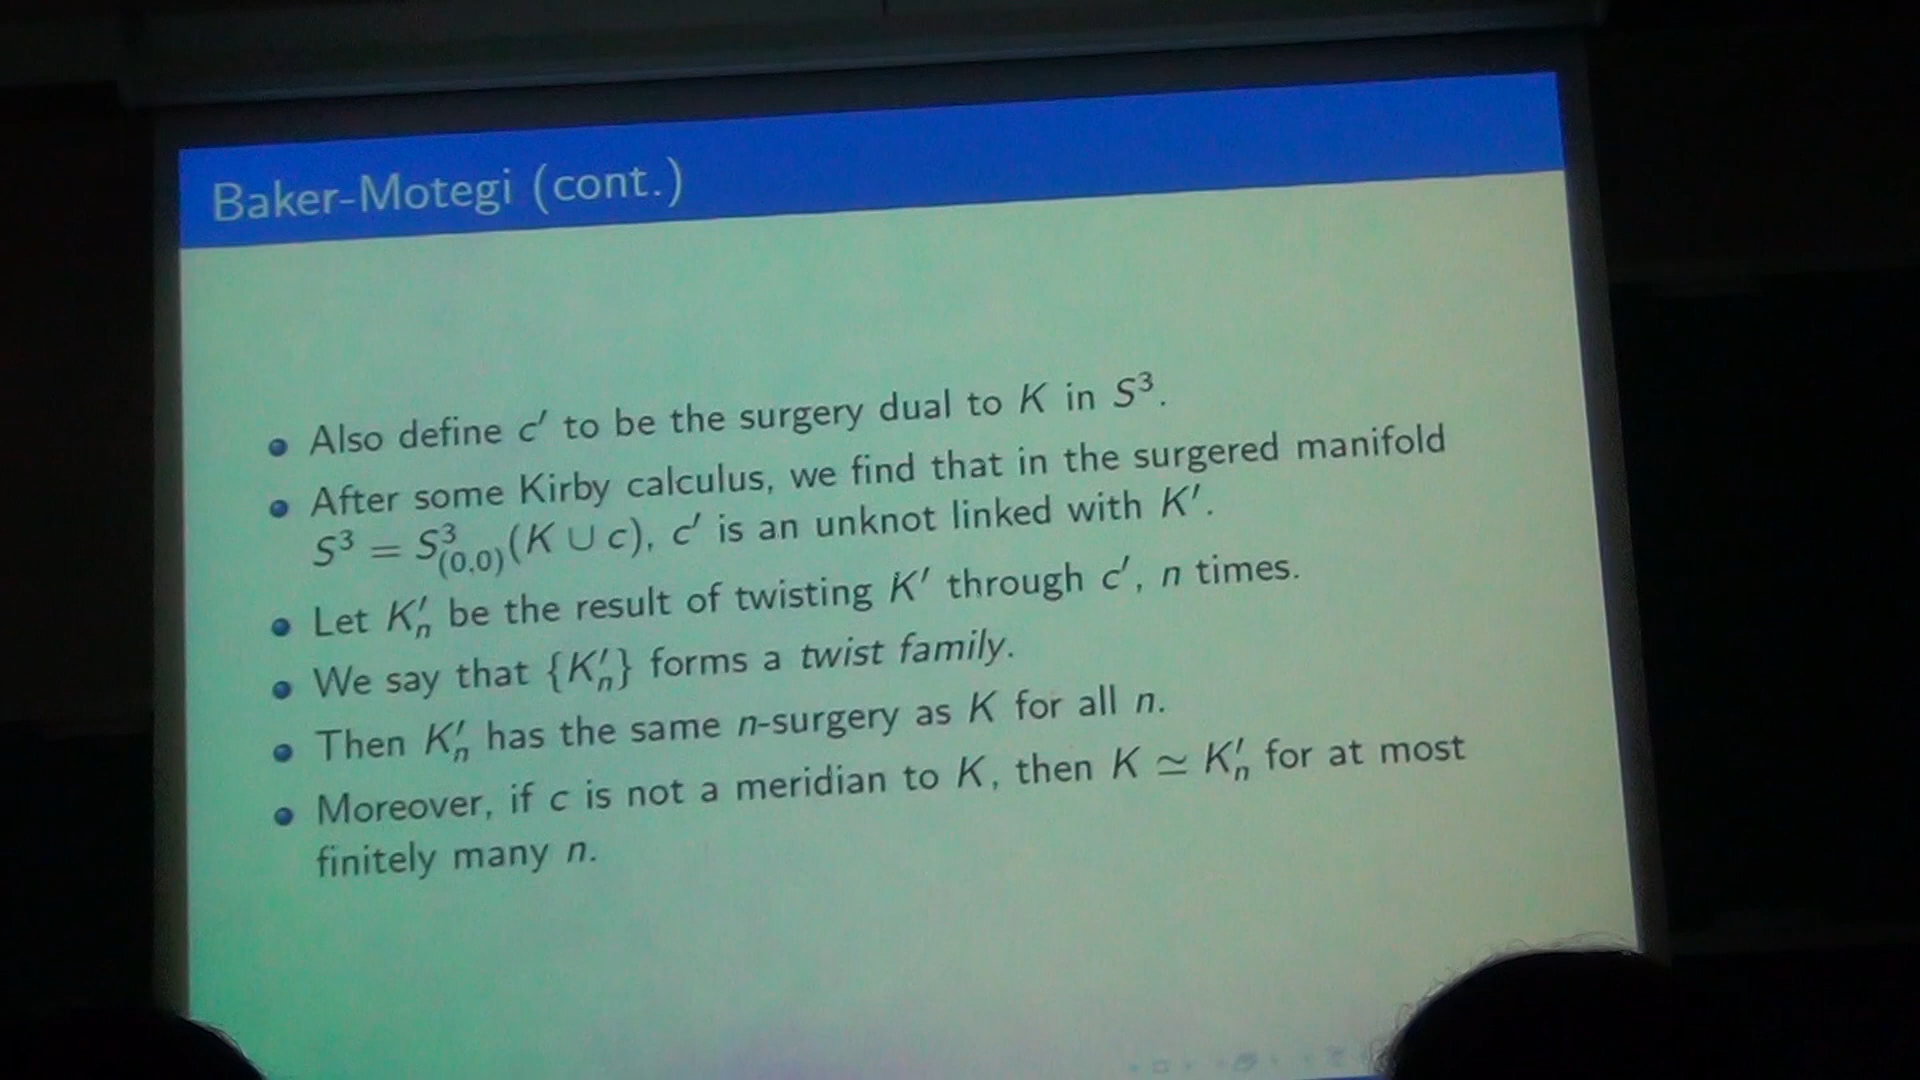 Baker-Motegi (cont.)
• Also define c′ to be the surgery dual to K in S³.
• After some Kirby calculus, we find that in the surgered manifold
S³ = S³₍₀,₀₎(K ∪ c), c′ is an unknot linked with K′.
• Let K′ₙ be the result of twisting K′ through c′, n times.
• We say that {K′ₙ} forms a twist family.
• Then K′ₙ has the same n-surgery as K for all n.
• Moreover, if c is not a meridian to K, then K ≃ K′ₙ for at most
finitely many n.